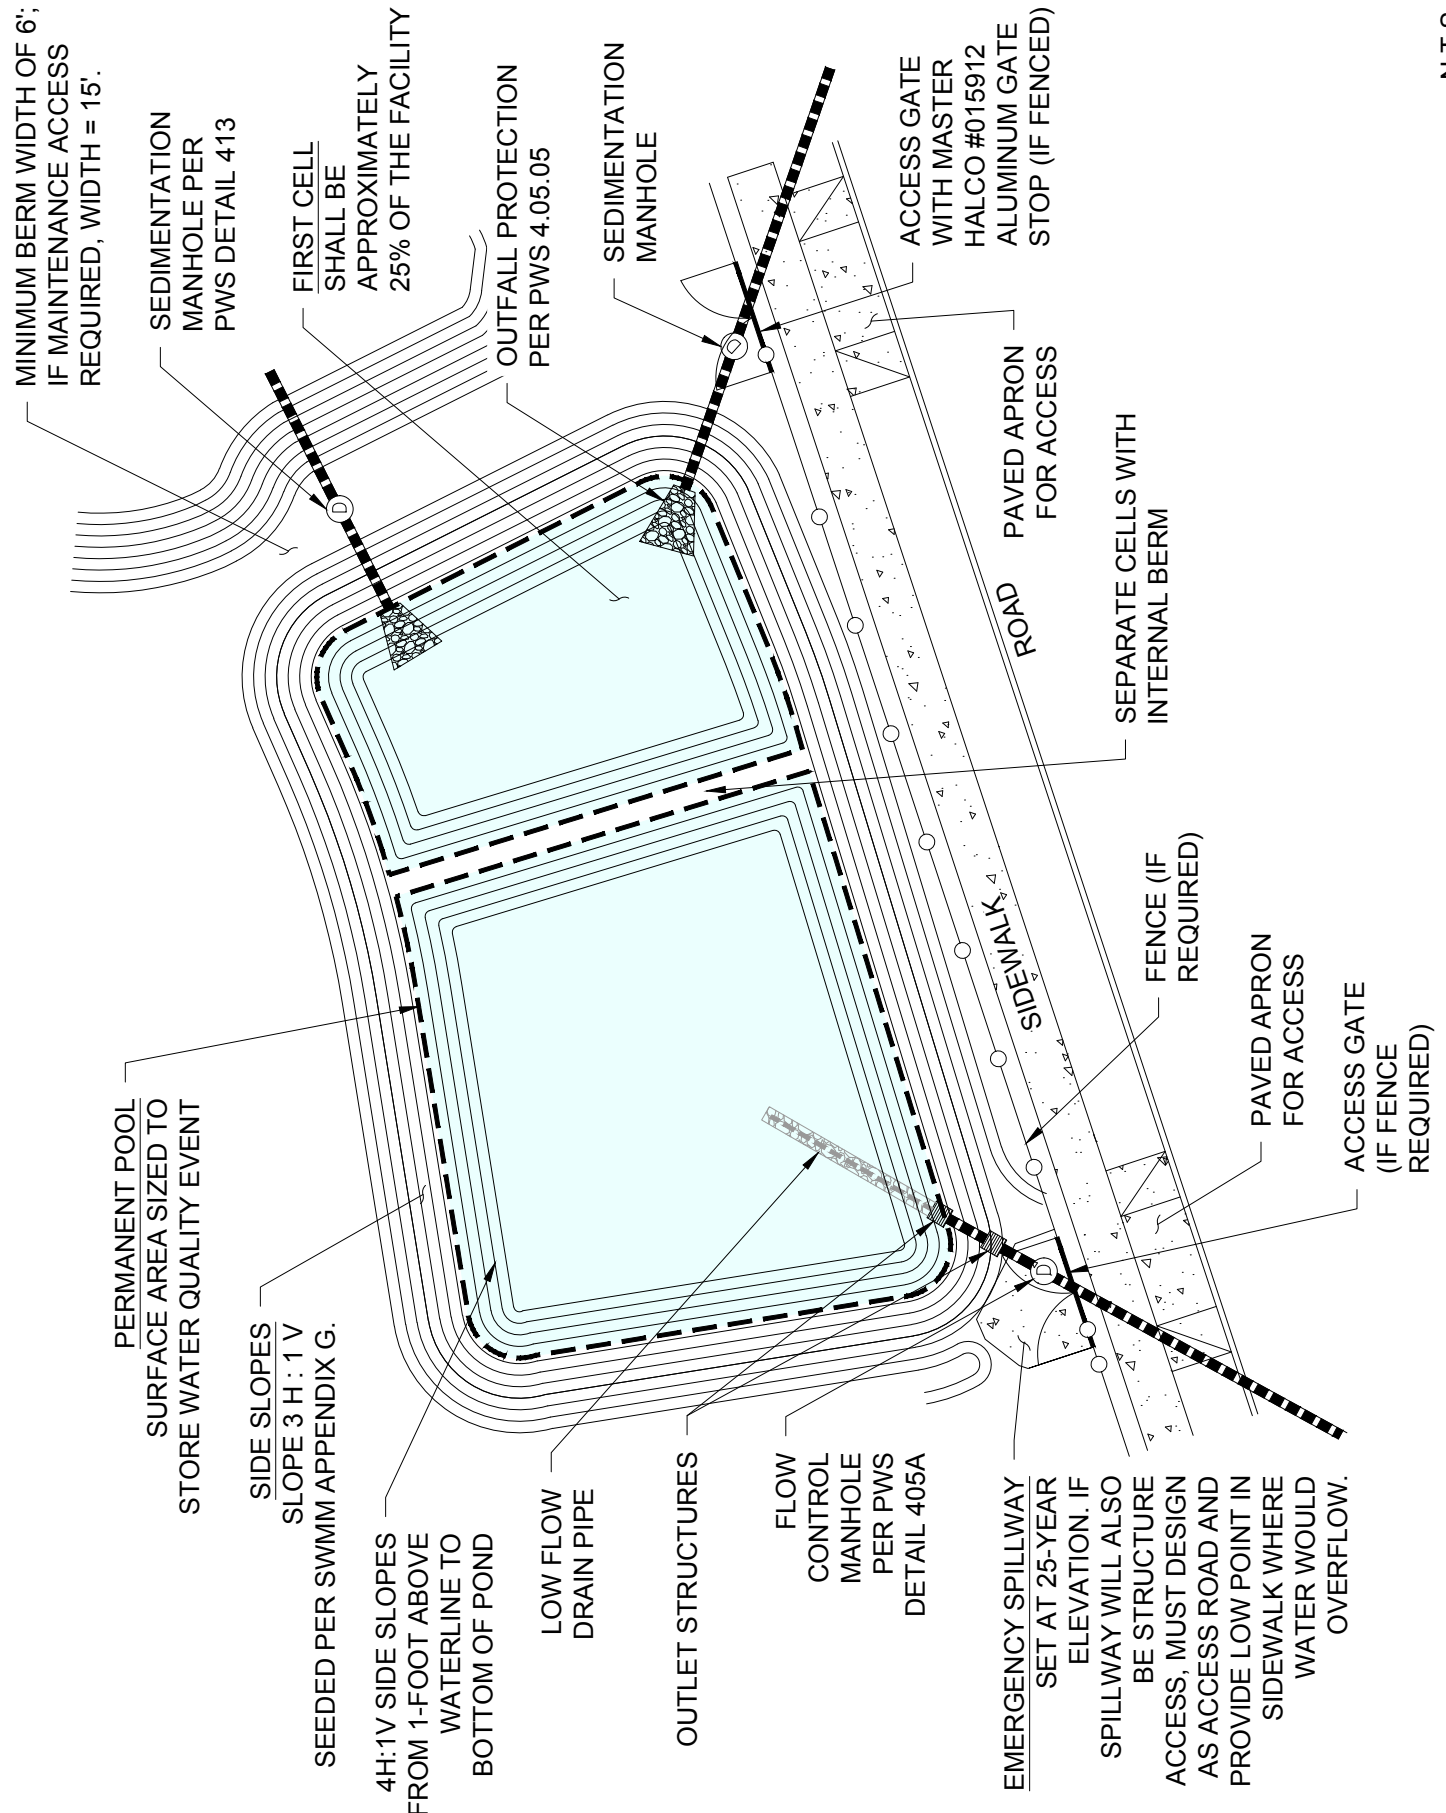 MINIMUM BERM WIDTH OF 6';
IF MAINTENANCE ACCESS
REQUIRED, WIDTH = 15'.
SEDIMENTATION
MANHOLE PER
PWS DETAIL 413
FIRST CELL
SHALL BE
APPROXIMATELY
25% OF THE FACILITY
OUTFALL PROTECTION
PER PWS 4.05.05
SEDIMENTATION
MANHOLE
ACCESS GATE
WITH MASTER
HALCO #015912
ALUMINUM GATE
STOP (IF FENCED)
N.T.S.
D
D
PAVED APRON
FOR ACCESS
ROAD
SEPARATE CELLS WITH
INTERNAL BERM
SIDEWALK
FENCE (IF
REQUIRED)
PAVED APRON
FOR ACCESS
ACCESS GATE
(IF FENCE
REQUIRED)
D
PERMANENT POOL
SURFACE AREA SIZED TO
STORE WATER QUALITY EVENT
SIDE SLOPES
SLOPE 3 H : 1 V
SEEDED PER SWMM APPENDIX G.
4H:1V SIDE SLOPES
FROM 1-FOOT ABOVE
WATERLINE TO
BOTTOM OF POND
LOW FLOW
DRAIN PIPE
OUTLET STRUCTURES
FLOW
CONTROL
MANHOLE
PER PWS
DETAIL 405A
EMERGENCY SPILLWAY
SET AT 25-YEAR
ELEVATION. IF
SPILLWAY WILL ALSO
BE STRUCTURE
ACCESS, MUST DESIGN
AS ACCESS ROAD AND
PROVIDE LOW POINT IN
SIDEWALK WHERE
WATER WOULD
OVERFLOW.